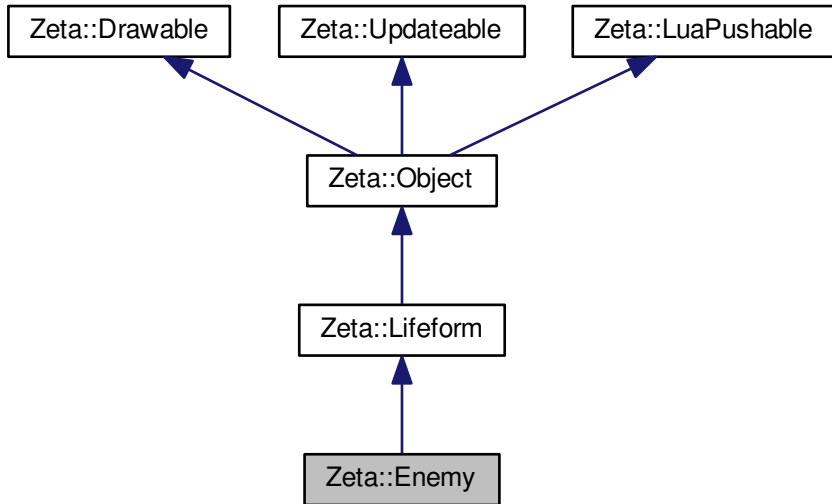 Zeta::Drawable
Zeta::Updateable
Zeta::LuaPushable
Zeta::Object
Zeta::Lifeform
Zeta::Enemy